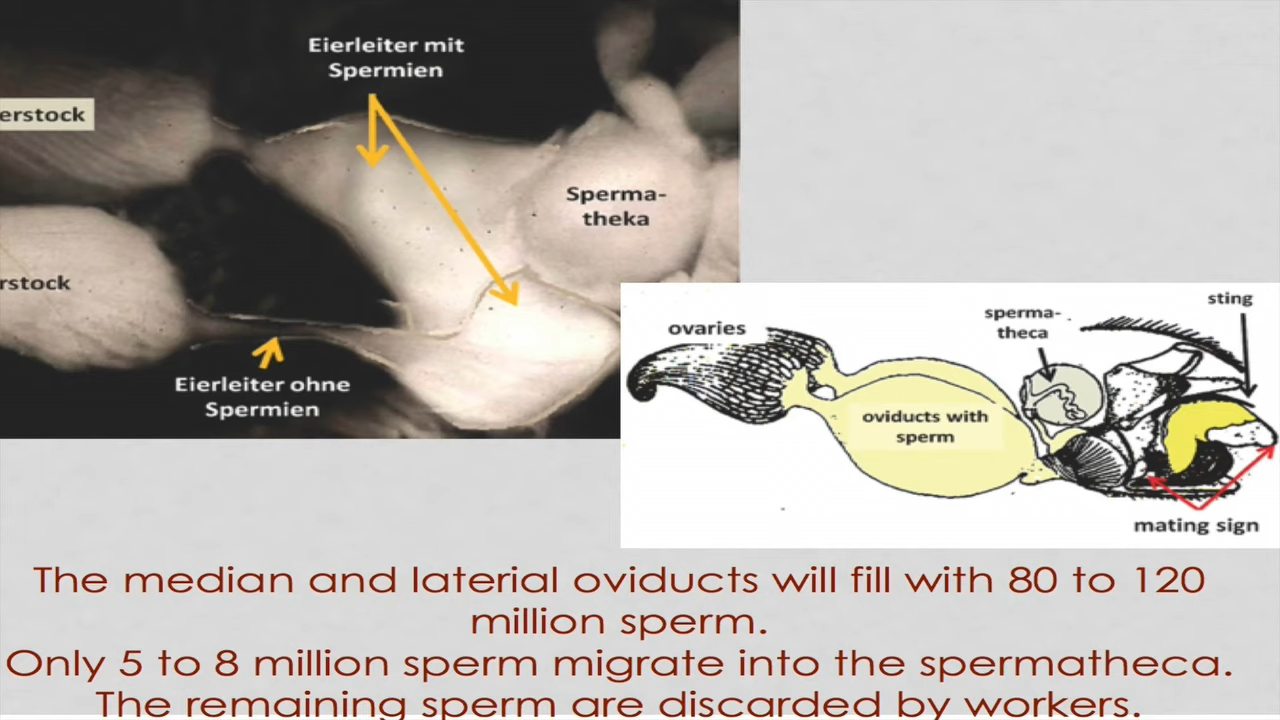 Eierleiter mit
Spermien
erstock
Sperma-
theka
rstock
Eierleiter ohne
Spermien
sting
sperma-
theca
ovaries
oviducts with
sperm
mating sign
The median and laterial oviducts will fill with 80 to 120
million sperm.
Only 5 to 8 million sperm migrate into the spermatheca.
The remaining sperm are discarded by workers.